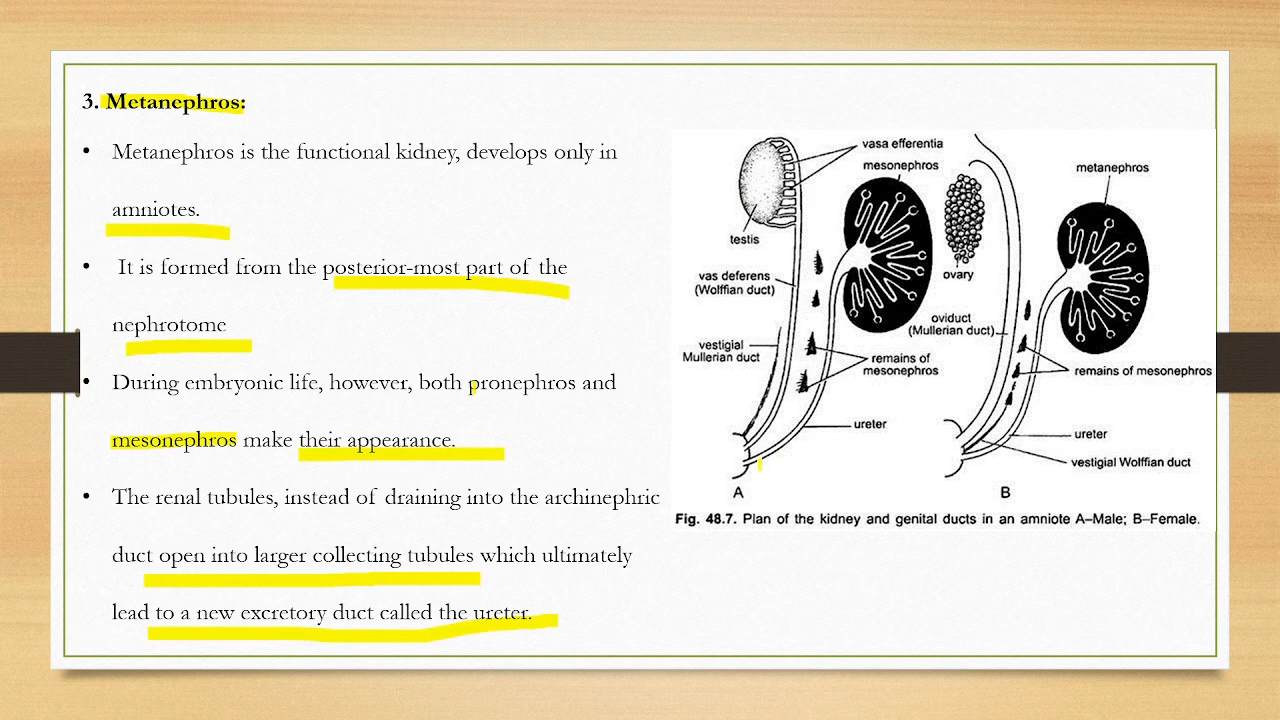 3. Metanephros:
• Metanephros is the functional kidney, develops only in
amniotes.
• It is formed from the posterior-most part of the
nephrotome
• During embryonic life, however, both pronephros and
mesonephros make their appearance.
• The renal tubules, instead of draining into the archinephric
duct open into larger collecting tubules which ultimately
lead to a new excretory duct called the ureter.
vasa efferentia
mesonephros
testis
vas deferens
(Wolffian duct)
vestigial
Mullerian duct
remains of
mesonephros
ureter
A
metanephros
ovary
oviduct
(Mullerian duct)
remains of mesonephros
ureter
vestigial Wolffian duct
B
Fig. 48.7. Plan of the kidney and genital ducts in an amniote A–Male; B–Female.